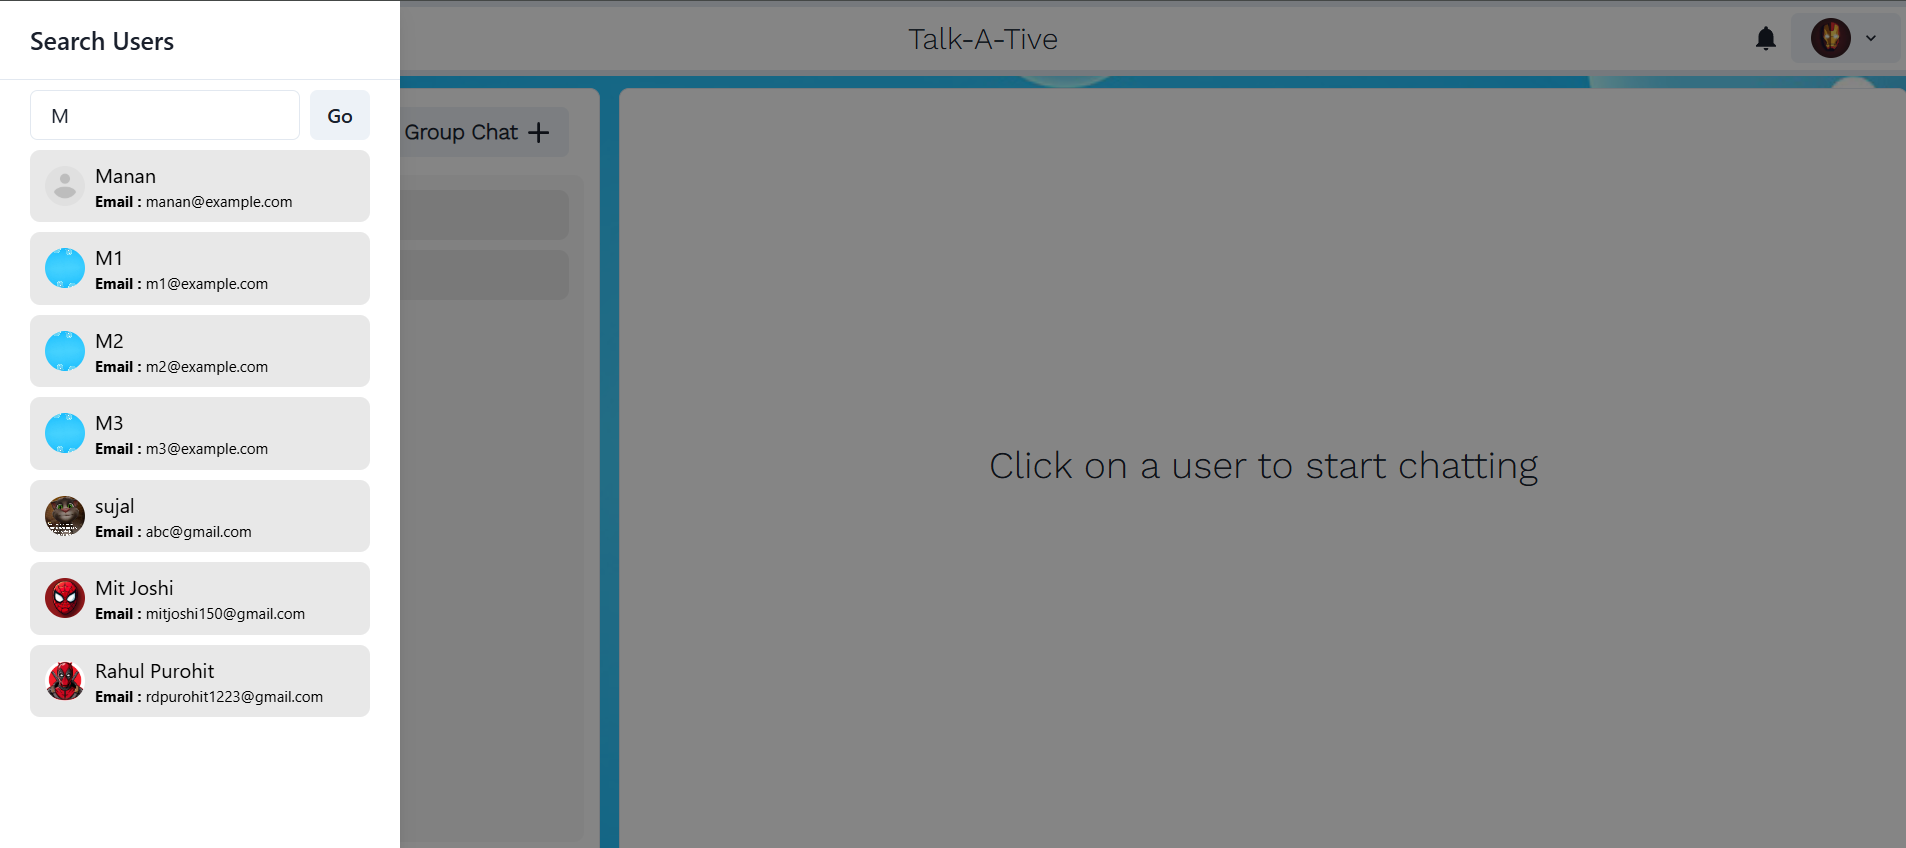 Search Users
M
Go
Manan
Email : manan@example.com
M1
Email : m1@example.com
M2
Email : m2@example.com
M3
Email : m3@example.com
sujal
Email : abc@gmail.com
Mit Joshi
Email : mitjoshi150@gmail.com
Rahul Purohit
Email : rdpurohit1223@gmail.com
Talk-A-Tive
Group Chat
Click on a user to start chatting